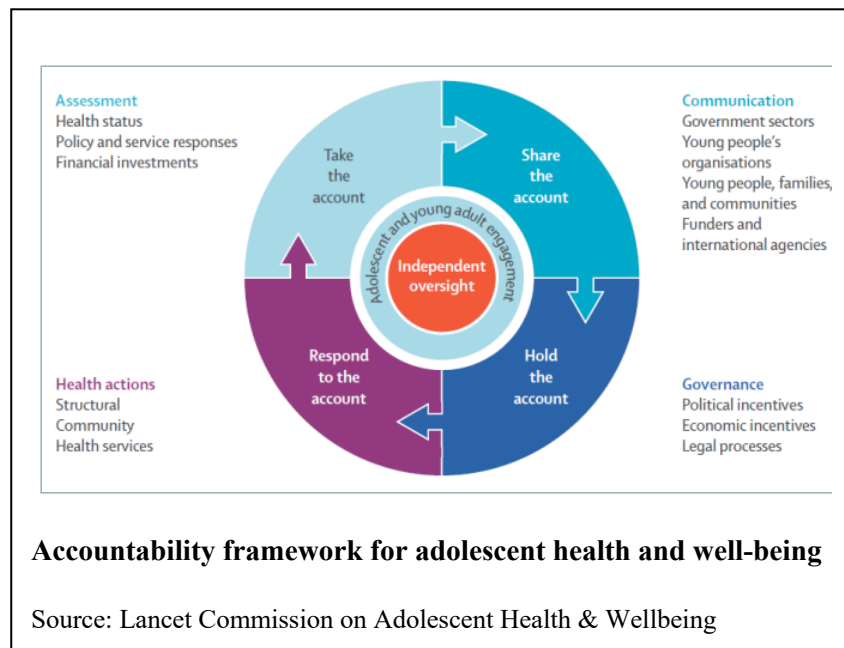 Assessment
Health status
Policy and service responses
Financial investments
Take
the
account
Share
the
account
Communication
Government sectors
Young people's
organisations
Young people, families,
and communities
Funders and
international agencies
Adolescent and young adult engagement
Independent
oversight
Health actions
Structural
Community
Health services
Respond
to the
account
Hold
the
account
Governance
Political incentives
Economic incentives
Legal processes
Accountability framework for adolescent health and well-being
Source: Lancet Commission on Adolescent Health & Wellbeing